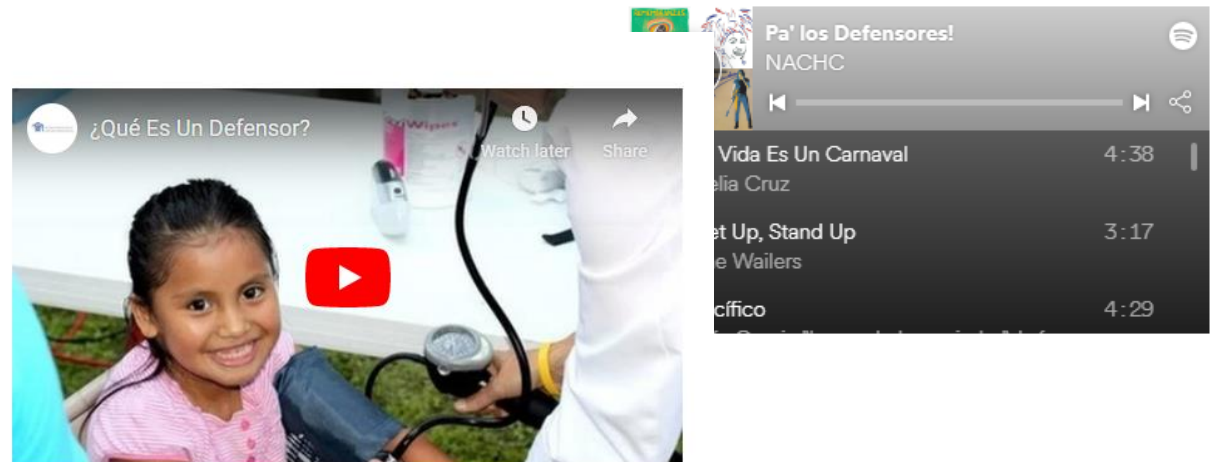 ¿Qué Es Un Defensor?
Watch later
Share
Wipes
Pa' los Defensores!
NACHC
Vida Es Un Carnaval
4:38
elia Cruz
et Up, Stand Up
3:17
e Wailers
cífico
4:29